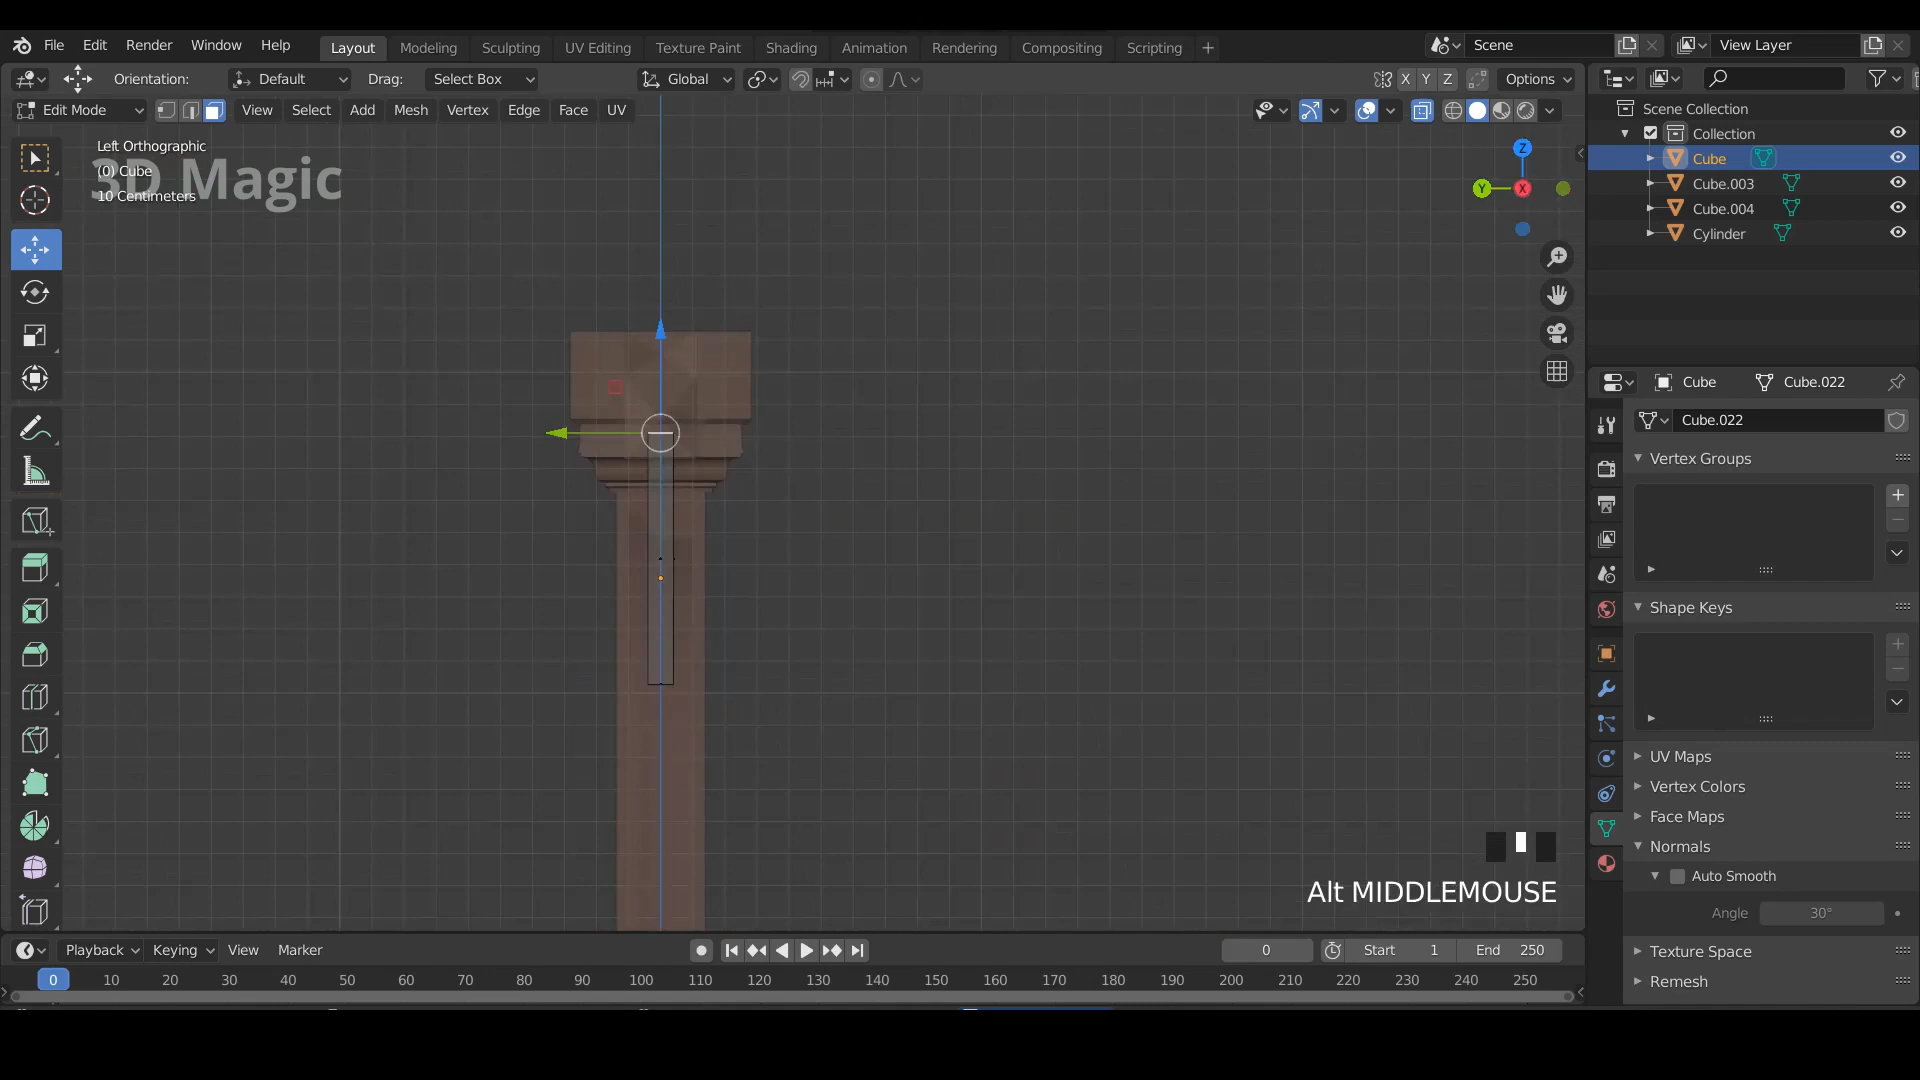 File Edit Render Window Help Layout Modeling Sculpting UV Editing Texture Paint Shading Animation Rendering Compositing Scripting + Scene View Layer
Orientation: Default Drag: Select Box Global X Y Z Options
Edit Mode View Select Add Mesh Vertex Edge Face UV
Left Orthographic
(0) Cube
10 Centimeters
3D Magic
Z
Y
X
Scene Collection
Collection
Cube
Cube.003
Cube.004
Cylinder
Cube Cube.022
Cube.022
Vertex Groups
Shape Keys
UV Maps
Vertex Colors
Face Maps
Normals
Auto Smooth
Angle 30°
Texture Space
Remesh
Alt MIDDLEMOUSE
Playback Keying View Marker 0 Start 1 End 250
0 10 20 30 40 50 60 70 80 90 100 110 120 130 140 150 160 170 180 190 200 210 220 230 240 250